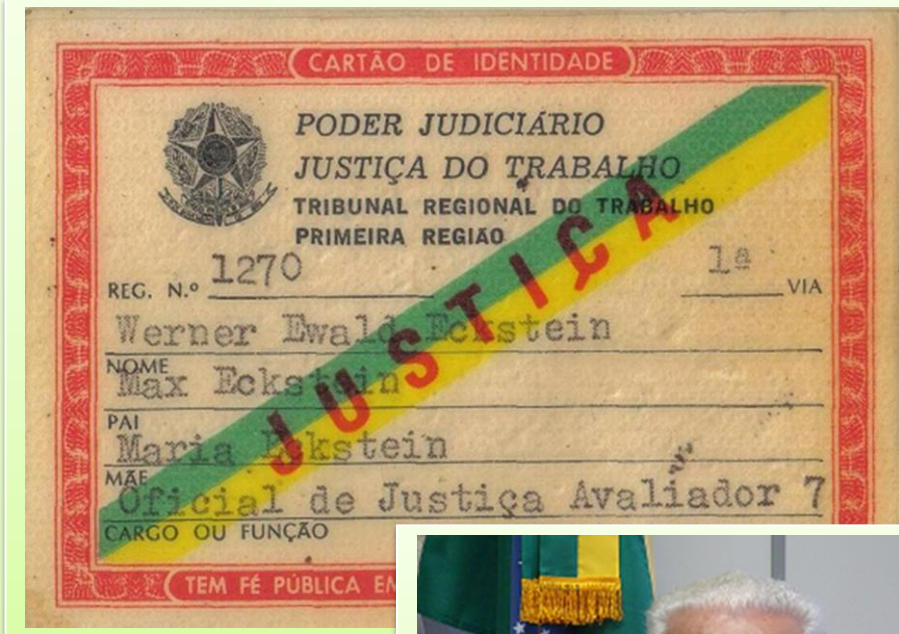 CARTÃO DE IDENTIDADE
PODER JUDICIÁRIO
JUSTIÇA DO TRABALHO
TRIBUNAL REGIONAL DO TRABALHO
PRIMEIRA REGIÃO
REG. N.º 1270 1ª VIA
JUSTIÇA
Werner Ewald Eckstein
NOME
Max Eckstein
PAI
Maria Eckstein
MÃE
Oficial de Justiça Avaliador 7
CARGO OU FUNÇÃO
TEM FÉ PÚBLICA EM